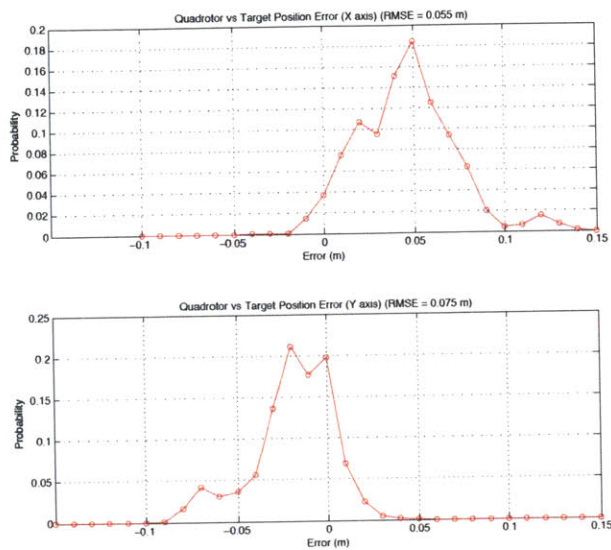 Quadrotor vs Target Position Error (X axis) (RMSE = 0.055 m)
0.2
0.18
0.16
0.14
0.12
0.1
0.08
0.06
0.04
0.02
0
Probability
−0.1 −0.05 0 0.05 0.1 0.15
Error (m)
Quadrotor vs Target Position Error (Y axis) (RMSE = 0.075 m)
0.25
0.2
0.15
0.1
0.05
0
Probability
−0.1 −0.05 0 0.05 0.1 0.15
Error (m)